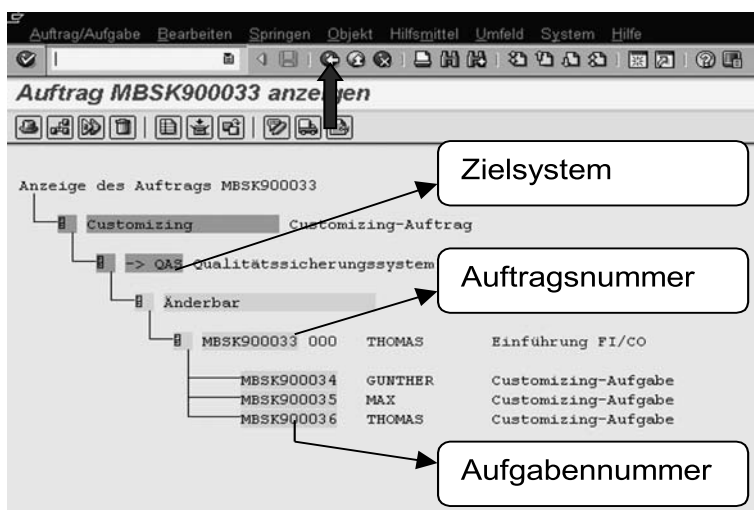 Auftrag/Aufgabe Bearbeiten Springen Objekt Hilfsmittel Umfeld System Hilfe
Auftrag MBSK900033 anzeigen
Zielsystem
Anzeige des Auftrags MBSK900033
Customizing Customizing-Auftrag
-> QAS Qualitätssicherungssystem
Auftragsnummer
Änderbar
MBSK900033 000 THOMAS Einführung FI/CO
MBSK900034 GUNTHER Customizing-Aufgabe
MBSK900035 MAX Customizing-Aufgabe
MBSK900036 THOMAS Customizing-Aufgabe
Aufgabennummer